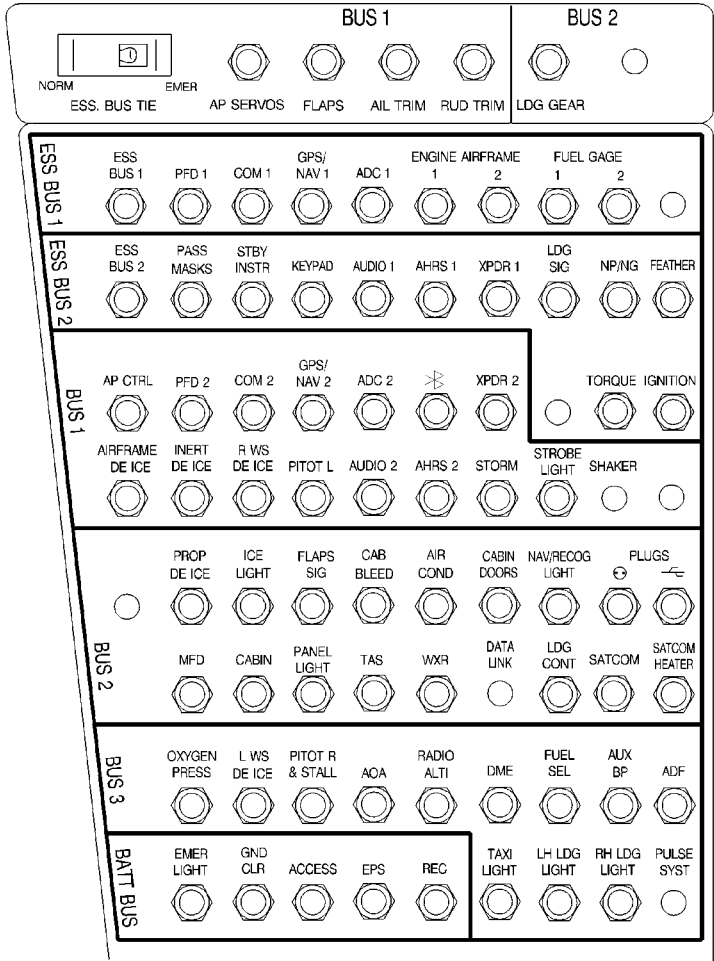 BUS 1 BUS 2
NORM EMER
ESS. BUS TIE AP SERVOS FLAPS AIL TRIM RUD TRIM LDG GEAR
ESS BUS 1
ESS GPS/ ENGINE AIRFRAME FUEL GAGE
BUS 1 PFD 1 COM 1 NAV 1 ADC 1 1 2 1 2
ESS BUS 2
ESS PASS STBY LDG
BUS 2 MASKS INSTR KEYPAD AUDIO 1 AHRS 1 XPDR 1 SIG NP/NG FEATHER
BUS 1
GPS/
AP CTRL PFD 2 COM 2 NAV 2 ADC 2 XPDR 2 TORQUE IGNITION
AIRFRAME INERT R WS STROBE
DE ICE DE ICE DE ICE PITOT L AUDIO 2 AHRS 2 STORM LIGHT SHAKER
BUS 2
PROP ICE FLAPS CAB AIR CABIN NAV/RECOG PLUGS
DE ICE LIGHT SIG BLEED COND DOORS LIGHT
PANEL DATA LDG SATCOM
MFD CABIN LIGHT TAS WXR LINK CONT SATCOM HEATER
BUS 3
OXYGEN L WS PITOT R RADIO FUEL AUX
PRESS DE ICE & STALL AOA ALTI DME SEL BP ADF
BATT BUS
EMER GND TAXI LH LDG RH LDG PULSE
LIGHT CLR ACCESS EPS REC LIGHT LIGHT LIGHT SYST